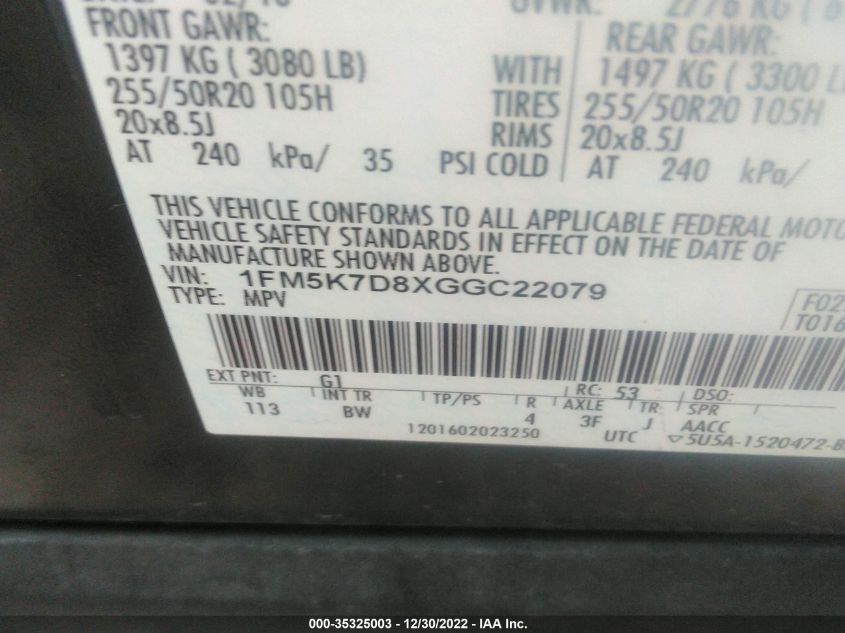 FRONT GAWR:
REAR GAWR:
1397 KG ( 3080 LB)
WITH
1497 KG ( 3300
255/50R20 105H
TIRES
255/50R20 105H
20x8.5J
RIMS
20x8.5J
AT 240 kPa/ 35 PSI COLD
AT 240 kPa/
THIS VEHICLE CONFORMS TO ALL APPLICABLE FEDERAL MOTO
VEHICLE SAFETY STANDARDS IN EFFECT ON THE DATE OF
MANUFACTURE SHOWN ABOVE.
VIN: 1FM5K7D8XGGC22079
TYPE: MPV
T016
EXT PNT: G1 RC: 53 DSO:
WB INT TR TP/PS R AXLE TR SPR
113 BW 4 3F J AACC
1201602023250 UTC ▽5U5A-1520472-B
000-35325003 - 12/30/2022 - IAA Inc.